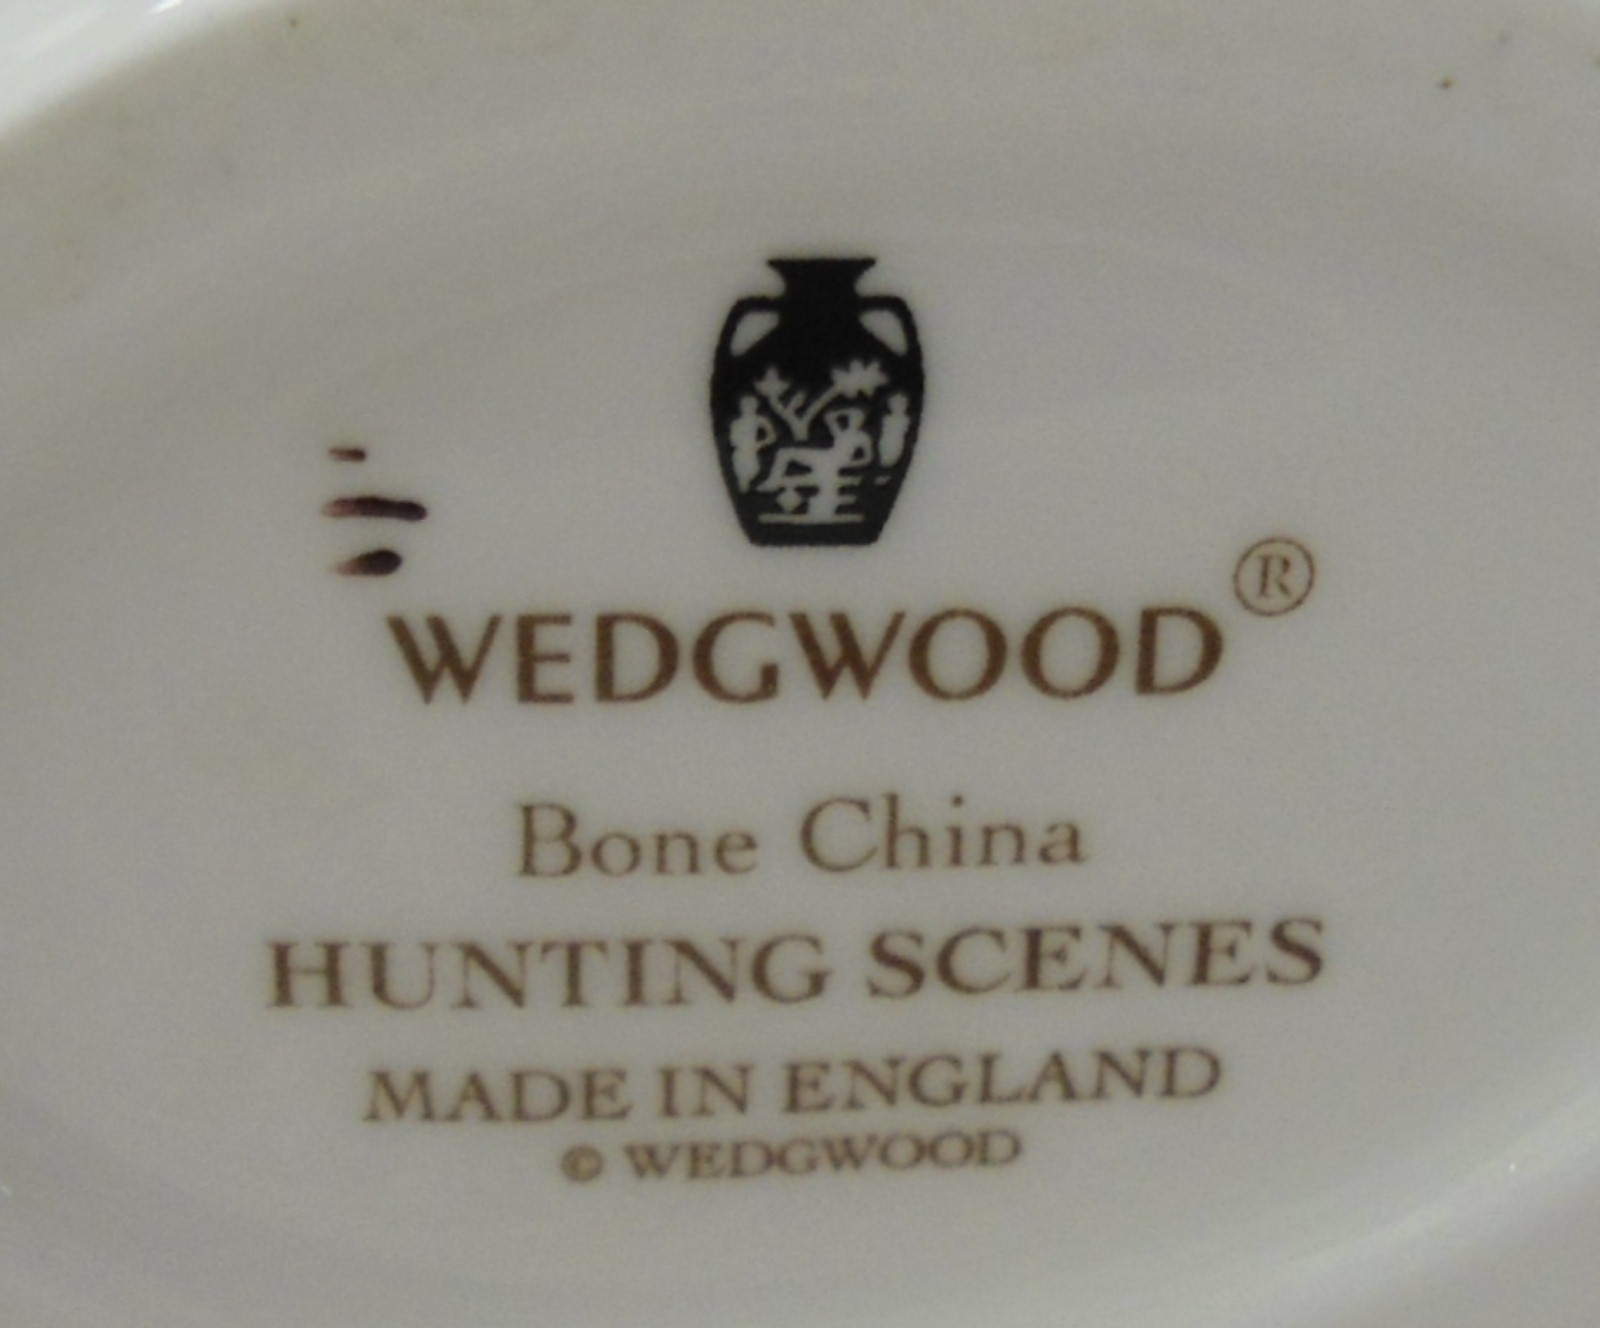 WEDGWOOD®
Bone China
HUNTING SCENES
MADE IN ENGLAND
© WEDGWOOD